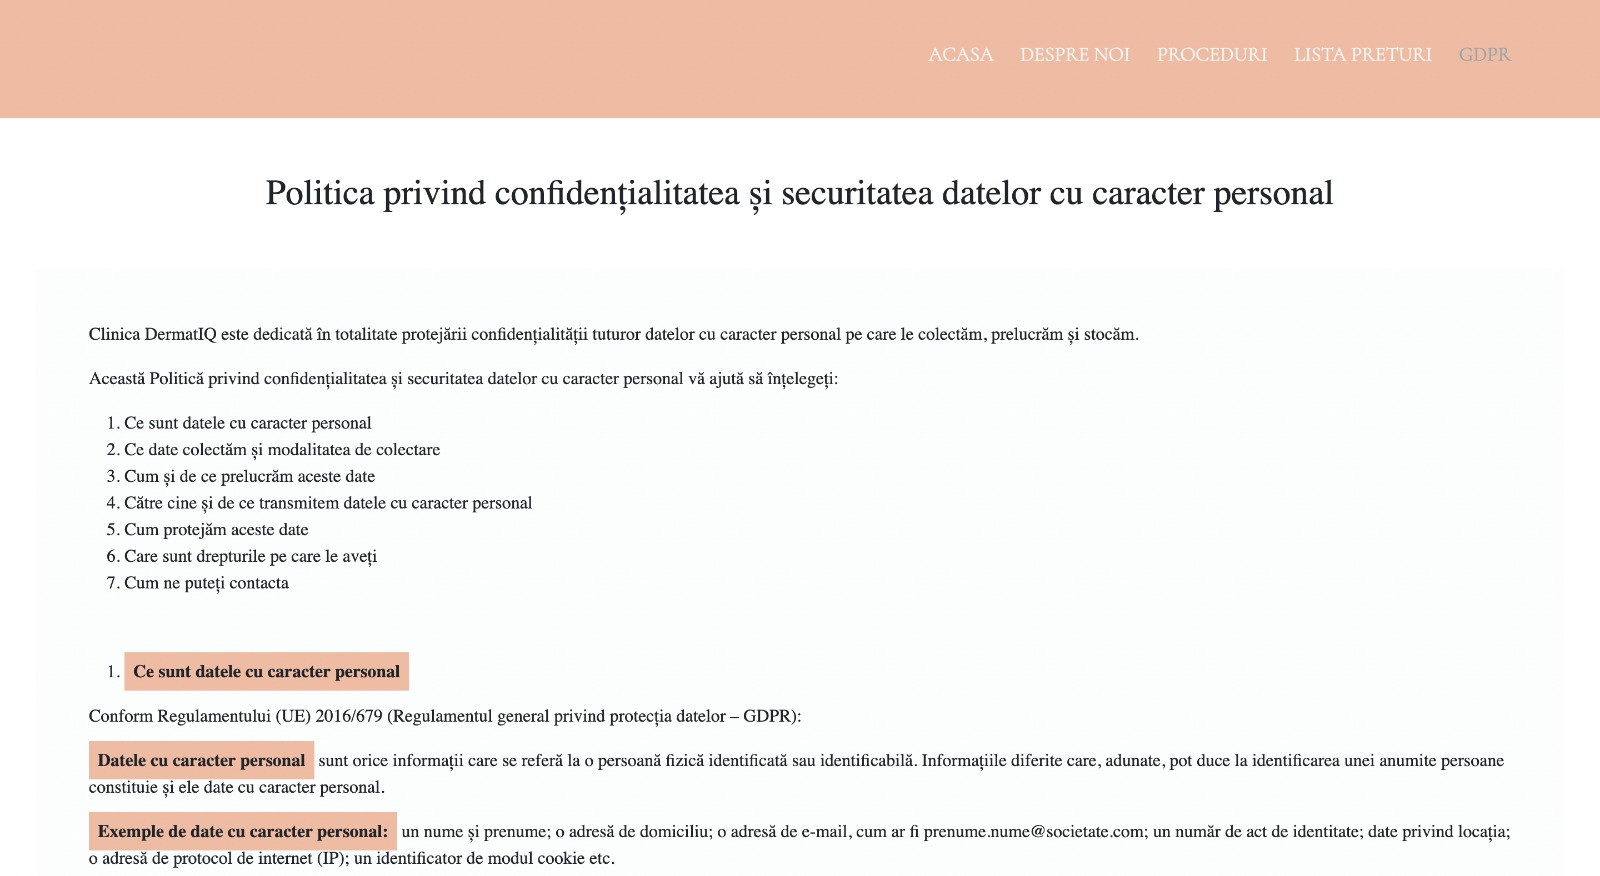 ACASA DESPRE NOI PROCEDURI LISTA PRETURI GDPR
Politica privind confidențialitatea și securitatea datelor cu caracter personal
Clinica DermatIQ este dedicată în totalitate protejării confidențialității tuturor datelor cu caracter personal pe care le colectăm, prelucrăm și stocăm.
Această Politică privind confidențialitatea și securitatea datelor cu caracter personal vă ajută să înțelegeți:
1. Ce sunt datele cu caracter personal
2. Ce date colectăm și modalitatea de colectare
3. Cum și de ce prelucrăm aceste date
4. Către cine și de ce transmitem datele cu caracter personal
5. Cum protejăm aceste date
6. Care sunt drepturile pe care le aveți
7. Cum ne puteți contacta
1. Ce sunt datele cu caracter personal
Conform Regulamentului (UE) 2016/679 (Regulamentul general privind protecția datelor – GDPR):
Datele cu caracter personal sunt orice informații care se referă la o persoană fizică identificată sau identificabilă. Informațiile diferite care, adunate, pot duce la identificarea unei anumite persoane
constituie și ele date cu caracter personal.
Exemple de date cu caracter personal: un nume și prenume; o adresă de domiciliu; o adresă de e-mail, cum ar fi prenume.nume@societate.com; un număr de act de identitate; date privind locația;
o adresă de protocol de internet (IP); un identificator de modul cookie etc.